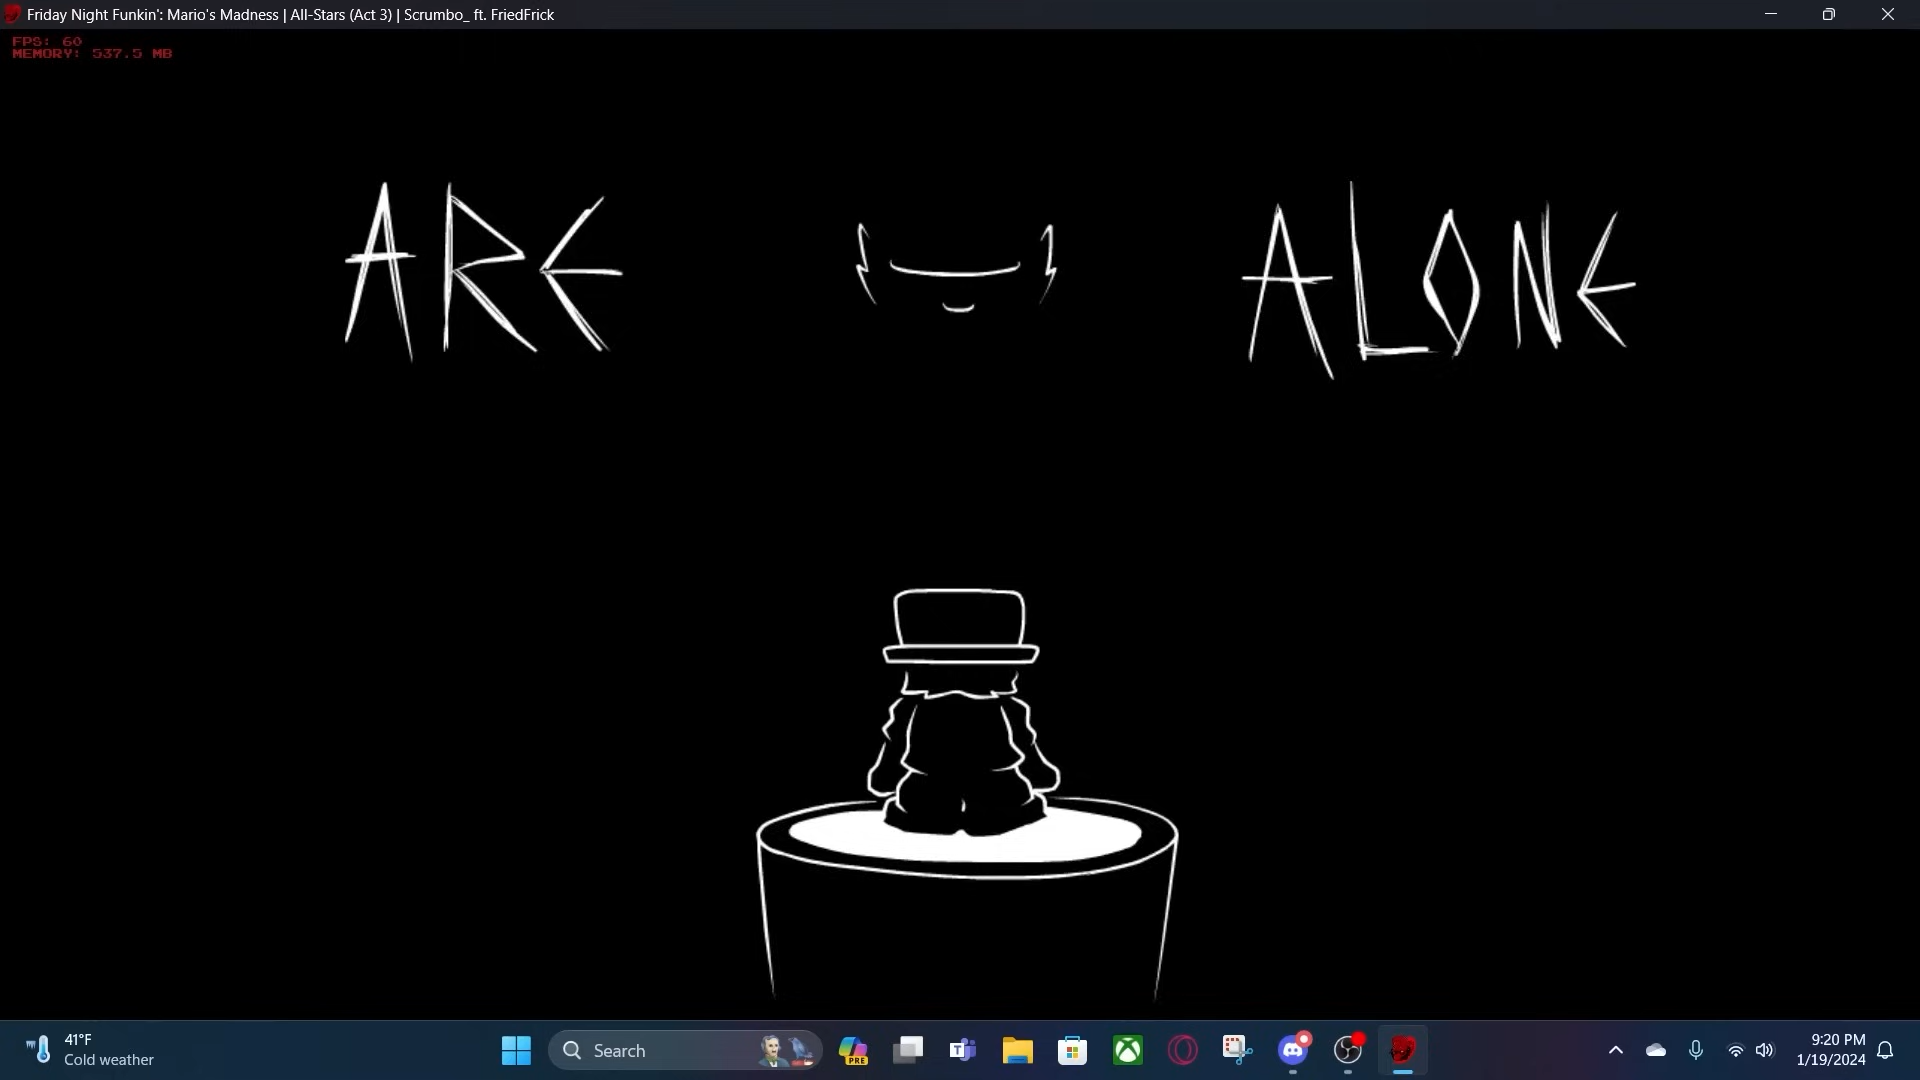 Friday Night Funkin': Mario's Madness | All-Stars (Act 3) | Scrumbo_ ft. FriedFrick
FPS: 60
MEMORY: 537.5 MB
ARE ALONE
41°F
Cold weather
Search
PRE
9:20 PM
1/19/2024